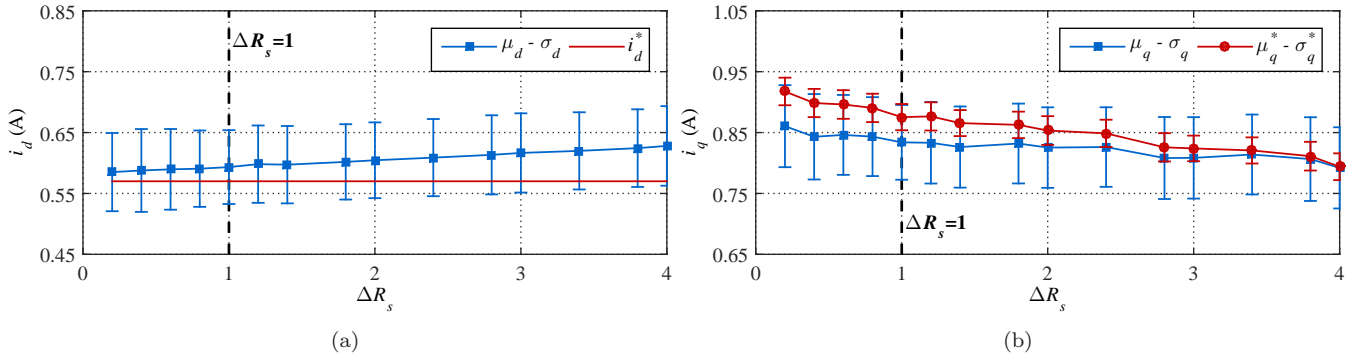 0.85
0.75
0.65
0.55
0.45
i_d (A)
ΔR_s=1
μ_d - σ_d
i_d^*
0 1 2 3 4
ΔR_s
(a)
1.05
0.95
0.85
0.75
0.65
i_q (A)
μ_q - σ_q
μ_q^* - σ_q^*
ΔR_s=1
0 1 2 3 4
ΔR_s
(b)